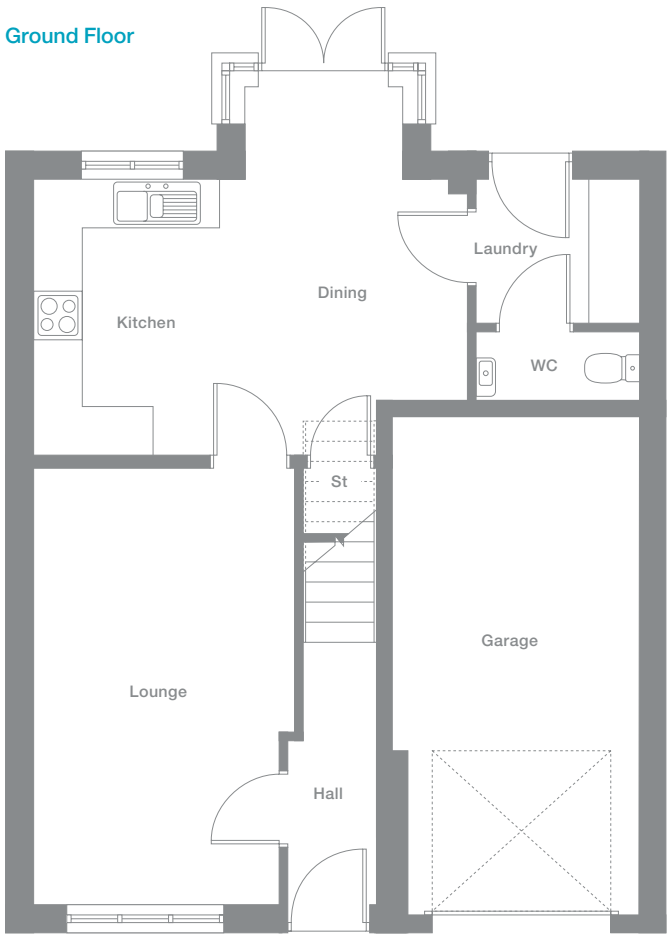 Ground Floor
Laundry
Dining
Kitchen
WC
St
Garage
Lounge
Hall